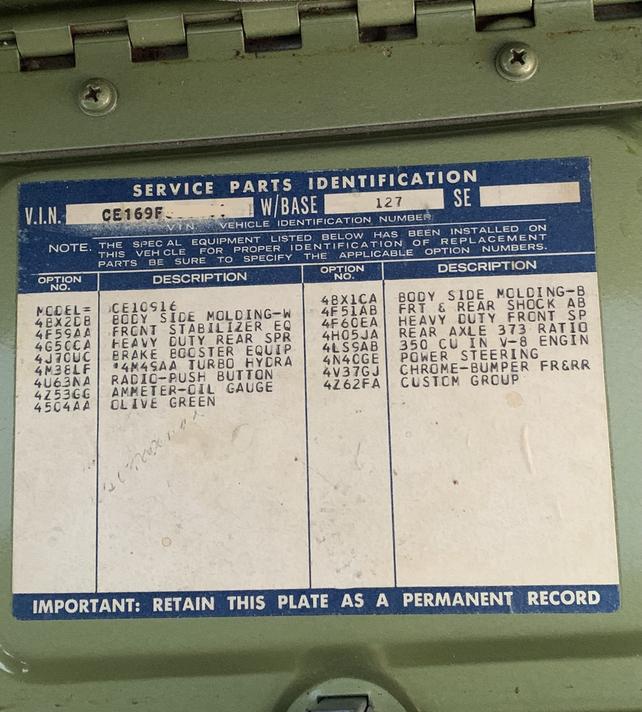 SERVICE PARTS IDENTIFICATION
V.I.N. CE169F W/BASE 127 SE
VIN VEHICLE IDENTIFICATION NUMBER
NOTE. THE SPECIAL EQUIPMENT LISTED BELOW HAS BEEN INSTALLED ON
THIS VEHICLE FOR PROPER IDENTIFICATION OF REPLACEMENT
PARTS BE SURE TO SPECIFY THE APPLICABLE OPTION NUMBERS.
OPTION NO. DESCRIPTION
MODEL= CE10916
4BX2DB BODY SIDE MOLDING-W
4F59AA FRONT STABILIZER EQ
4G50CA HEAVY DUTY REAR SPR
4J70UC BRAKE BOOSTER EQUIP
4M38LF *4M49AA TURBO HYDRA
4U63NA RADIO-PUSH BUTTON
4Z53GG AMMETER-OIL GAUGE
4504AA OLIVE GREEN
OPTION NO. DESCRIPTION
4BX1CA BODY SIDE MOLDING-B
4F51AB FRT & REAR SHOCK AB
4F60EA HEAVY DUTY FRONT SP
4H05JA REAR AXLE 373 RATIO
4LS9AB 350 CU IN V-8 ENGIN
4N40GE POWER STEERING
4V37GJ CHROME-BUMPER FR&RR
4Z62FA CUSTOM GROUP
IMPORTANT: RETAIN THIS PLATE AS A PERMANENT RECORD